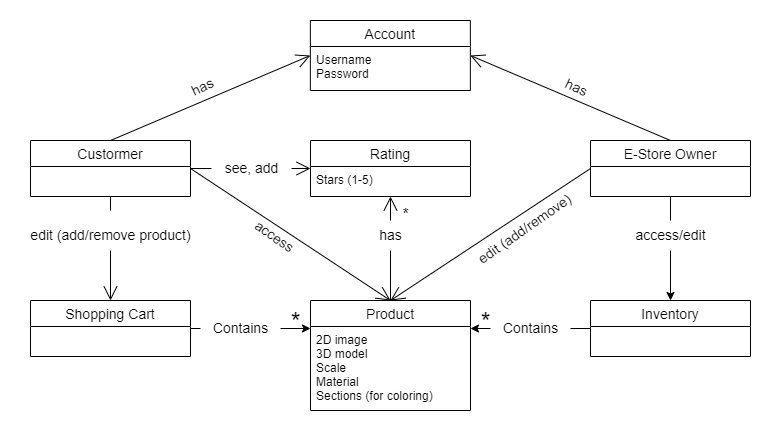 Account
Username
Password
has
has
Custormer
see, add
Rating
Stars (1-5)
E-Store Owner
*
edit (add/remove product)
access
has
edit (add/remove)
access/edit
Shopping Cart
Contains
*
Product
2D image
3D model
Scale
Material
Sections (for coloring)
*
Contains
Inventory